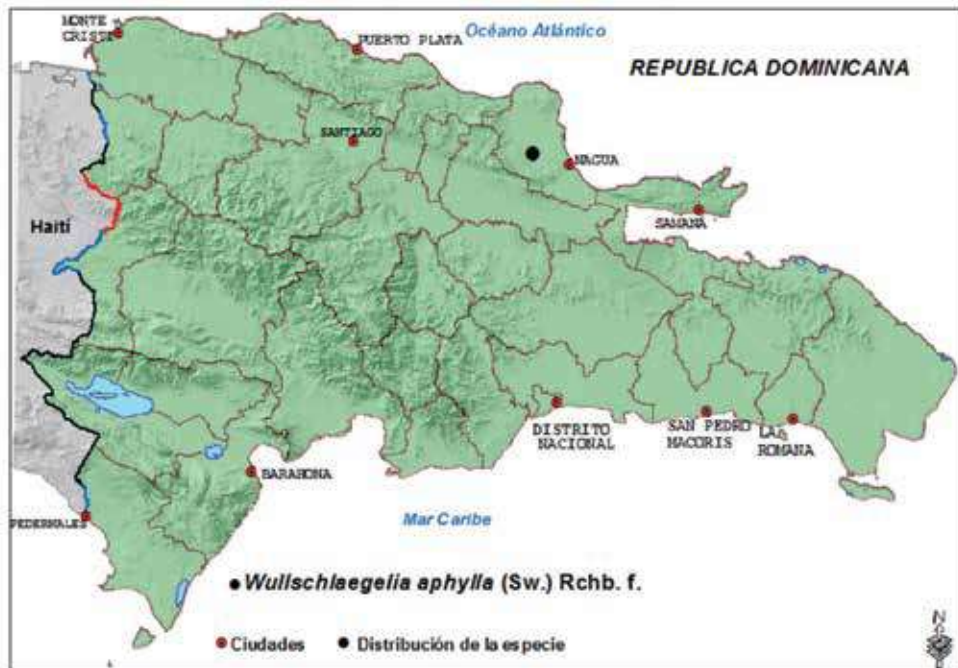 MONTE
CRISTI
PUERTO PLATA
Océano Atlántico
REPUBLICA DOMINICANA
SANTIAGO
NAGUA
SAMANA
Haití
DISTRITO
NACIONAL
SAN PEDRO
MACORIS
LA
ROMANA
BARAHONA
PEDERNALES
Mar Caribe
Wullschlaegelia aphylla (Sw.) Rchb. f.
Ciudades
Distribución de la especie
N